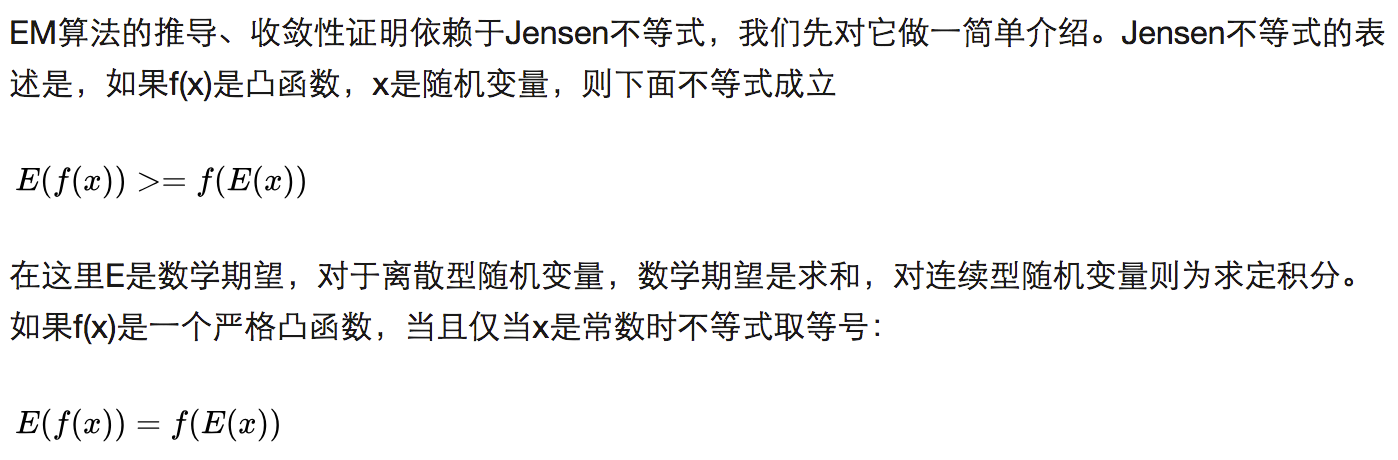 EM算法的推导、收敛性证明依赖于Jensen不等式，我们先对它做一简单介绍。Jensen不等式的表
述是，如果f(x)是凸函数，x是随机变量，则下面不等式成立
E(f(x)) >= f(E(x))
在这里E是数学期望，对于离散型随机变量，数学期望是求和，对连续型随机变量则为求定积分。
如果f(x)是一个严格凸函数，当且仅当x是常数时不等式取等号：
E(f(x)) = f(E(x))